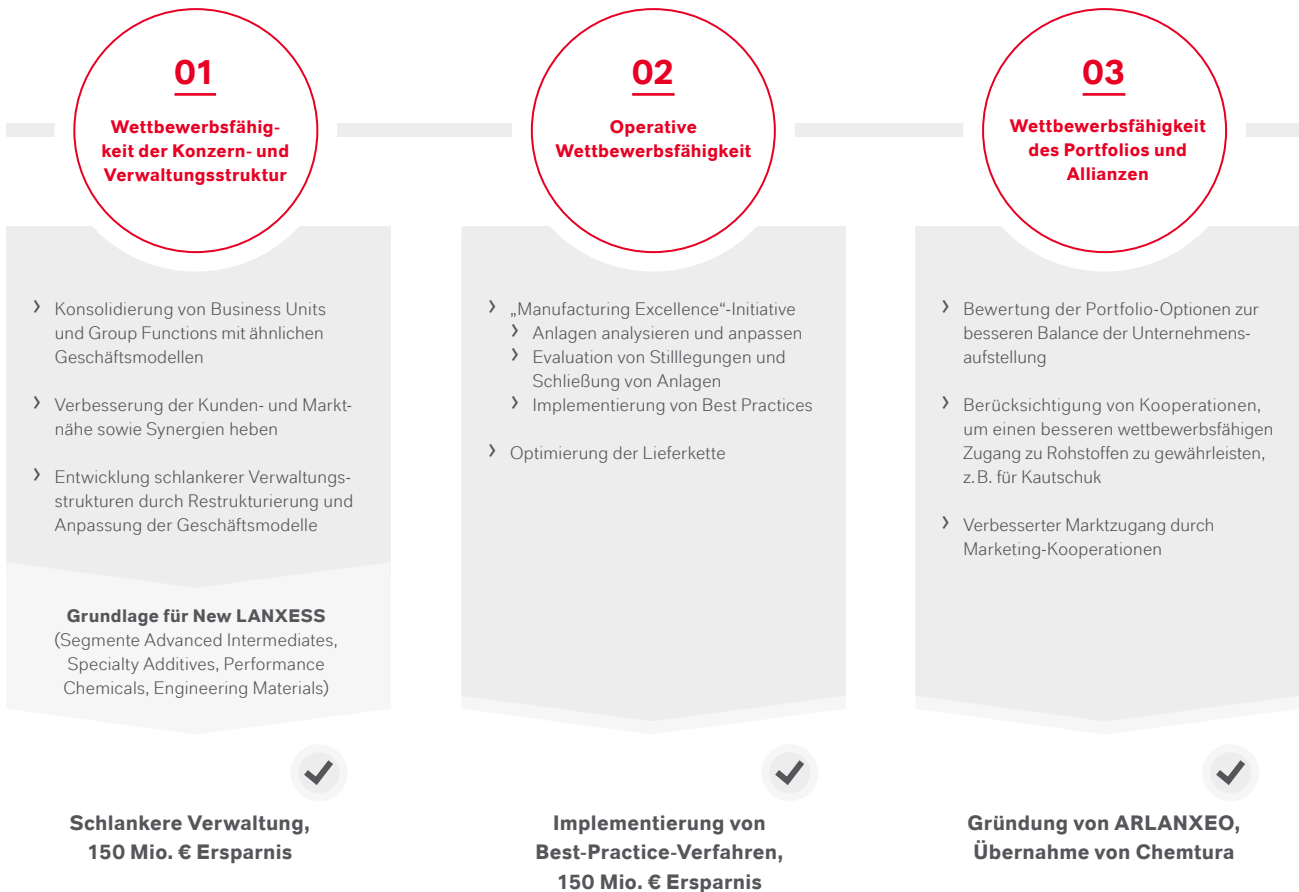 01
Wettbewerbsfähig-
keit der Konzern- und
Verwaltungsstruktur
› Konsolidierung von Business Units
und Group Functions mit ähnlichen
Geschäftsmodellen
› Verbesserung der Kunden- und Markt-
nähe sowie Synergien heben
› Entwicklung schlankerer Verwaltungs-
strukturen durch Restrukturierung und
Anpassung der Geschäftsmodelle
Grundlage für New LANXESS
(Segmente Advanced Intermediates,
Specialty Additives, Performance
Chemicals, Engineering Materials)
Schlankere Verwaltung,
150 Mio. € Ersparnis
02
Operative
Wettbewerbsfähigkeit
› „Manufacturing Excellence“-Initiative
› Anlagen analysieren und anpassen
› Evaluation von Stilllegungen und
Schließung von Anlagen
› Implementierung von Best Practices
› Optimierung der Lieferkette
Implementierung von
Best-Practice-Verfahren,
150 Mio. € Ersparnis
03
Wettbewerbsfähigkeit
des Portfolios und
Allianzen
› Bewertung der Portfolio-Optionen zur
besseren Balance der Unternehmens-
aufstellung
› Berücksichtigung von Kooperationen,
um einen besseren wettbewerbsfähigen
Zugang zu Rohstoffen zu gewährleisten,
z. B. für Kautschuk
› Verbesserter Marktzugang durch
Marketing-Kooperationen
Gründung von ARLANXEO,
Übernahme von Chemtura